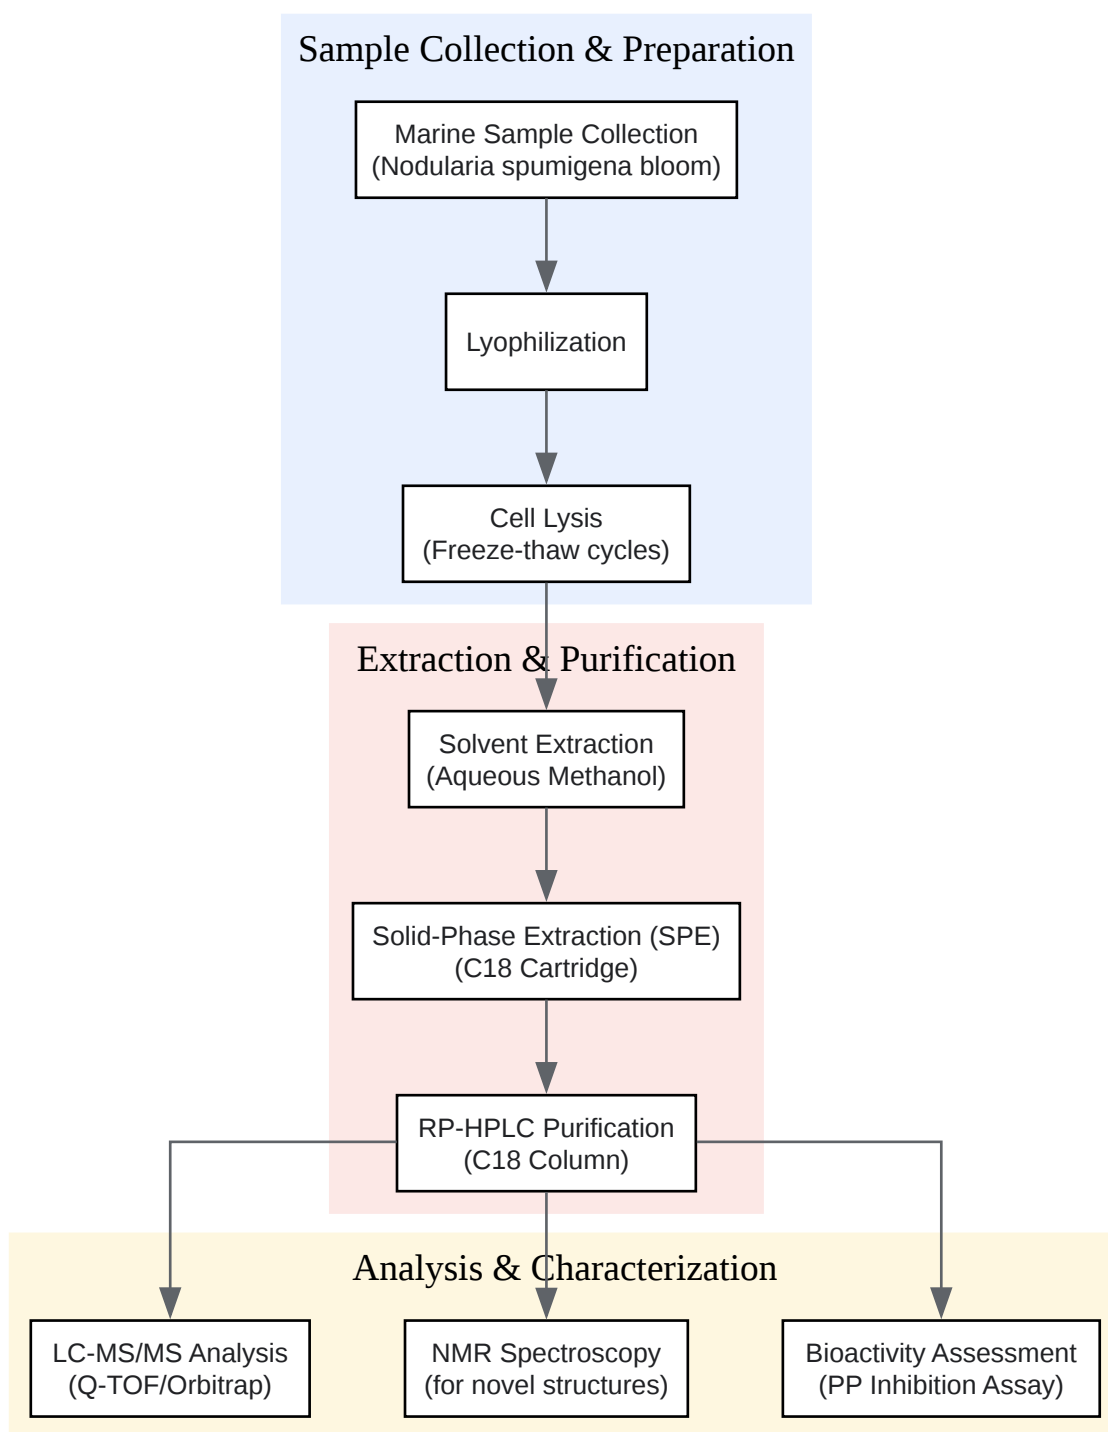 Sample Collection & Preparation
Marine Sample Collection
(Nodularia spumigena bloom)
Lyophilization
Cell Lysis
(Freeze-thaw cycles)
Extraction & Purification
Solvent Extraction
(Aqueous Methanol)
Solid-Phase Extraction (SPE)
(C18 Cartridge)
RP-HPLC Purification
(C18 Column)
Analysis & Characterization
LC-MS/MS Analysis
(Q-TOF/Orbitrap)
NMR Spectroscopy
(for novel structures)
Bioactivity Assessment
(PP Inhibition Assay)